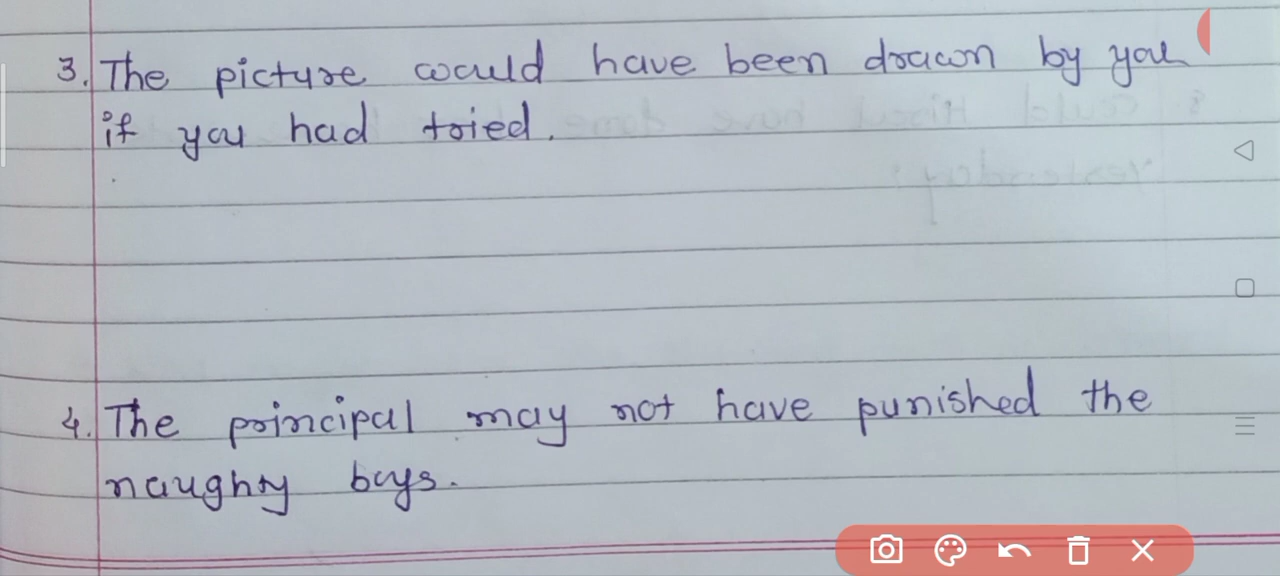 3. The picture would have been drawn by you
if you had tried.
4. The principal may not have punished the
naughty boys.